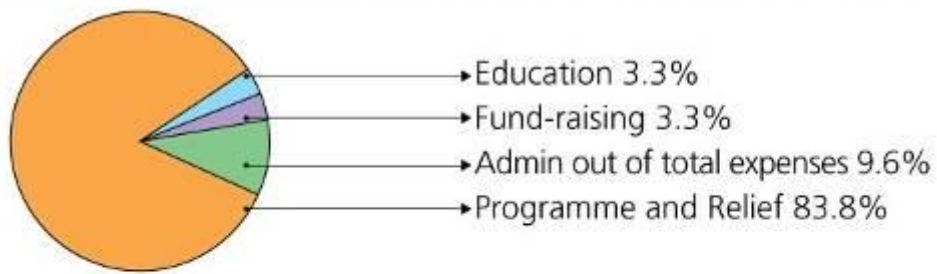 Education 3.3%
Fund-raising 3.3%
Admin out of total expenses 9.6%
Programme and Relief 83.8%